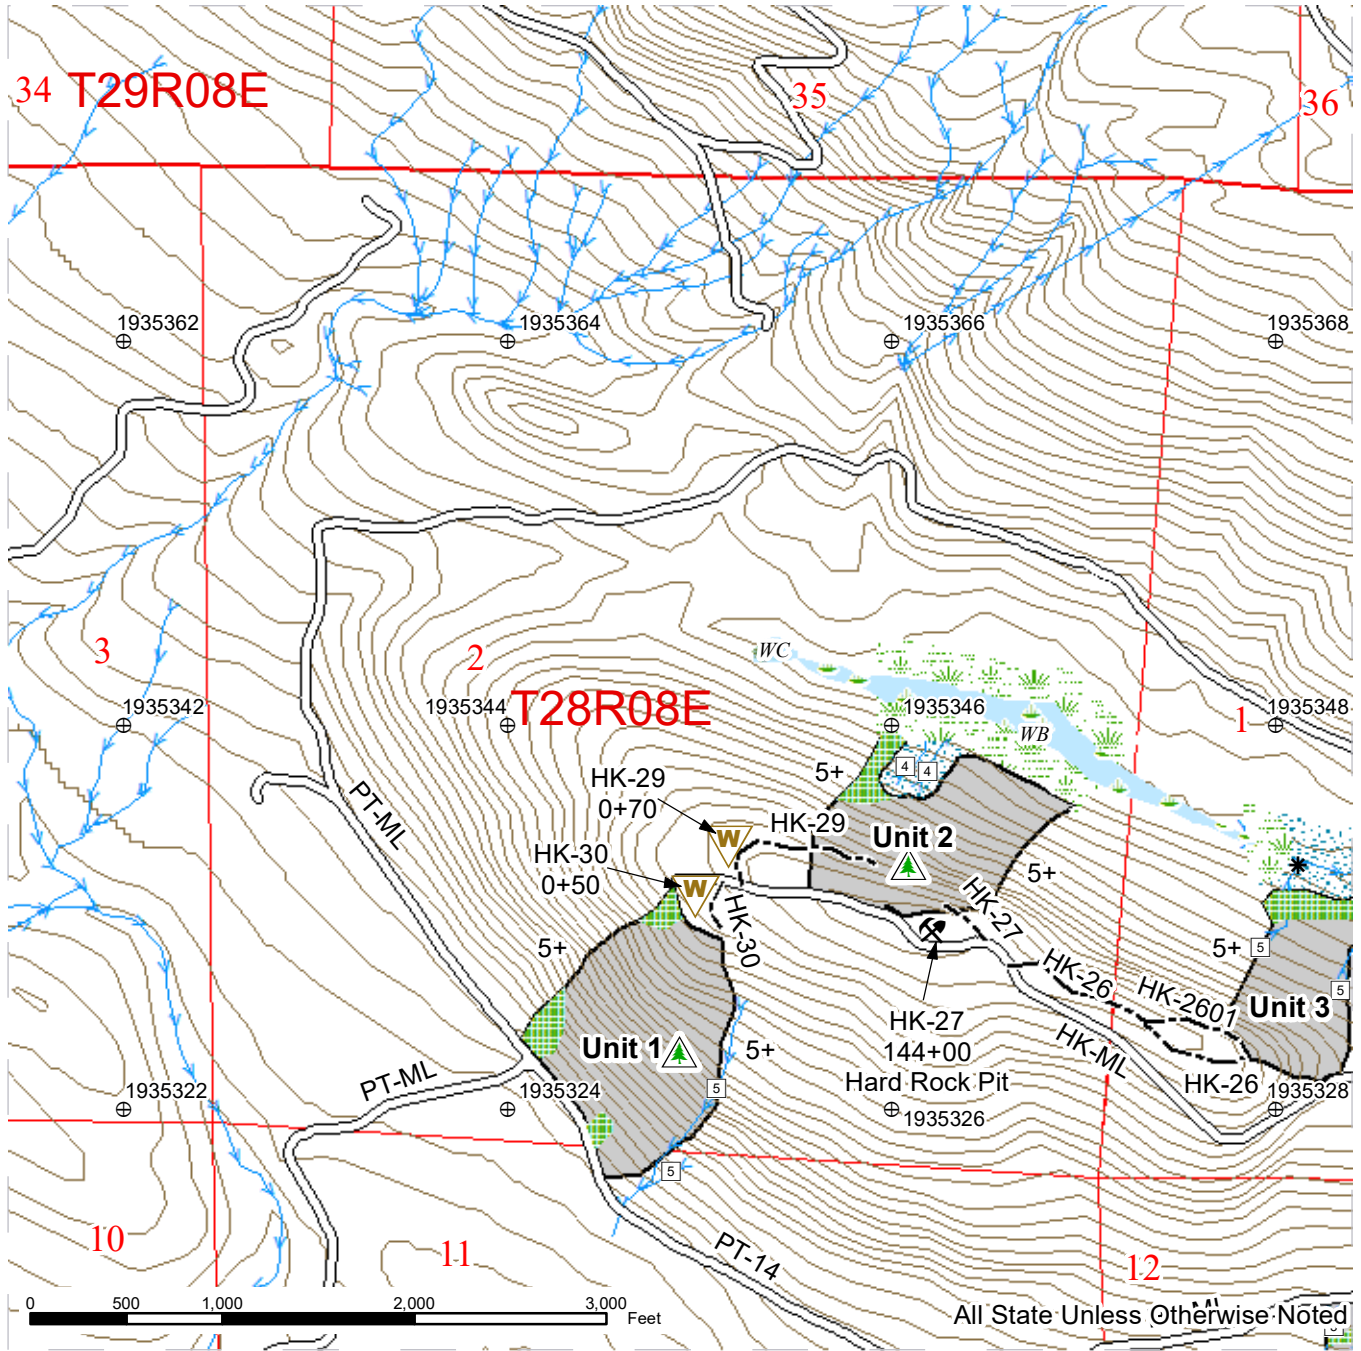 34 T29R08E
35
36
1935362
1935364
1935366
1935368
3
2
T28R08E
WC
1
1935342
1935344
1935346
1935348
WB
PT-ML
HK-29
0+70
5+
4
4
HK-29
Unit 2
HK-30
0+50
5+
HK-30
HK-27
5+
5+
5
HK-26
HK-2601
5
Unit 3
HK-27
144+00
Hard Rock Pit
Unit 1
5+
HK-ML
PT-ML
5
HK-26
1935322
1935324
1935326
1935328
5
10
11
12
PT-14
0
500
1,000
2,000
3,000
Feet
ML
All State Unless Otherwise Noted